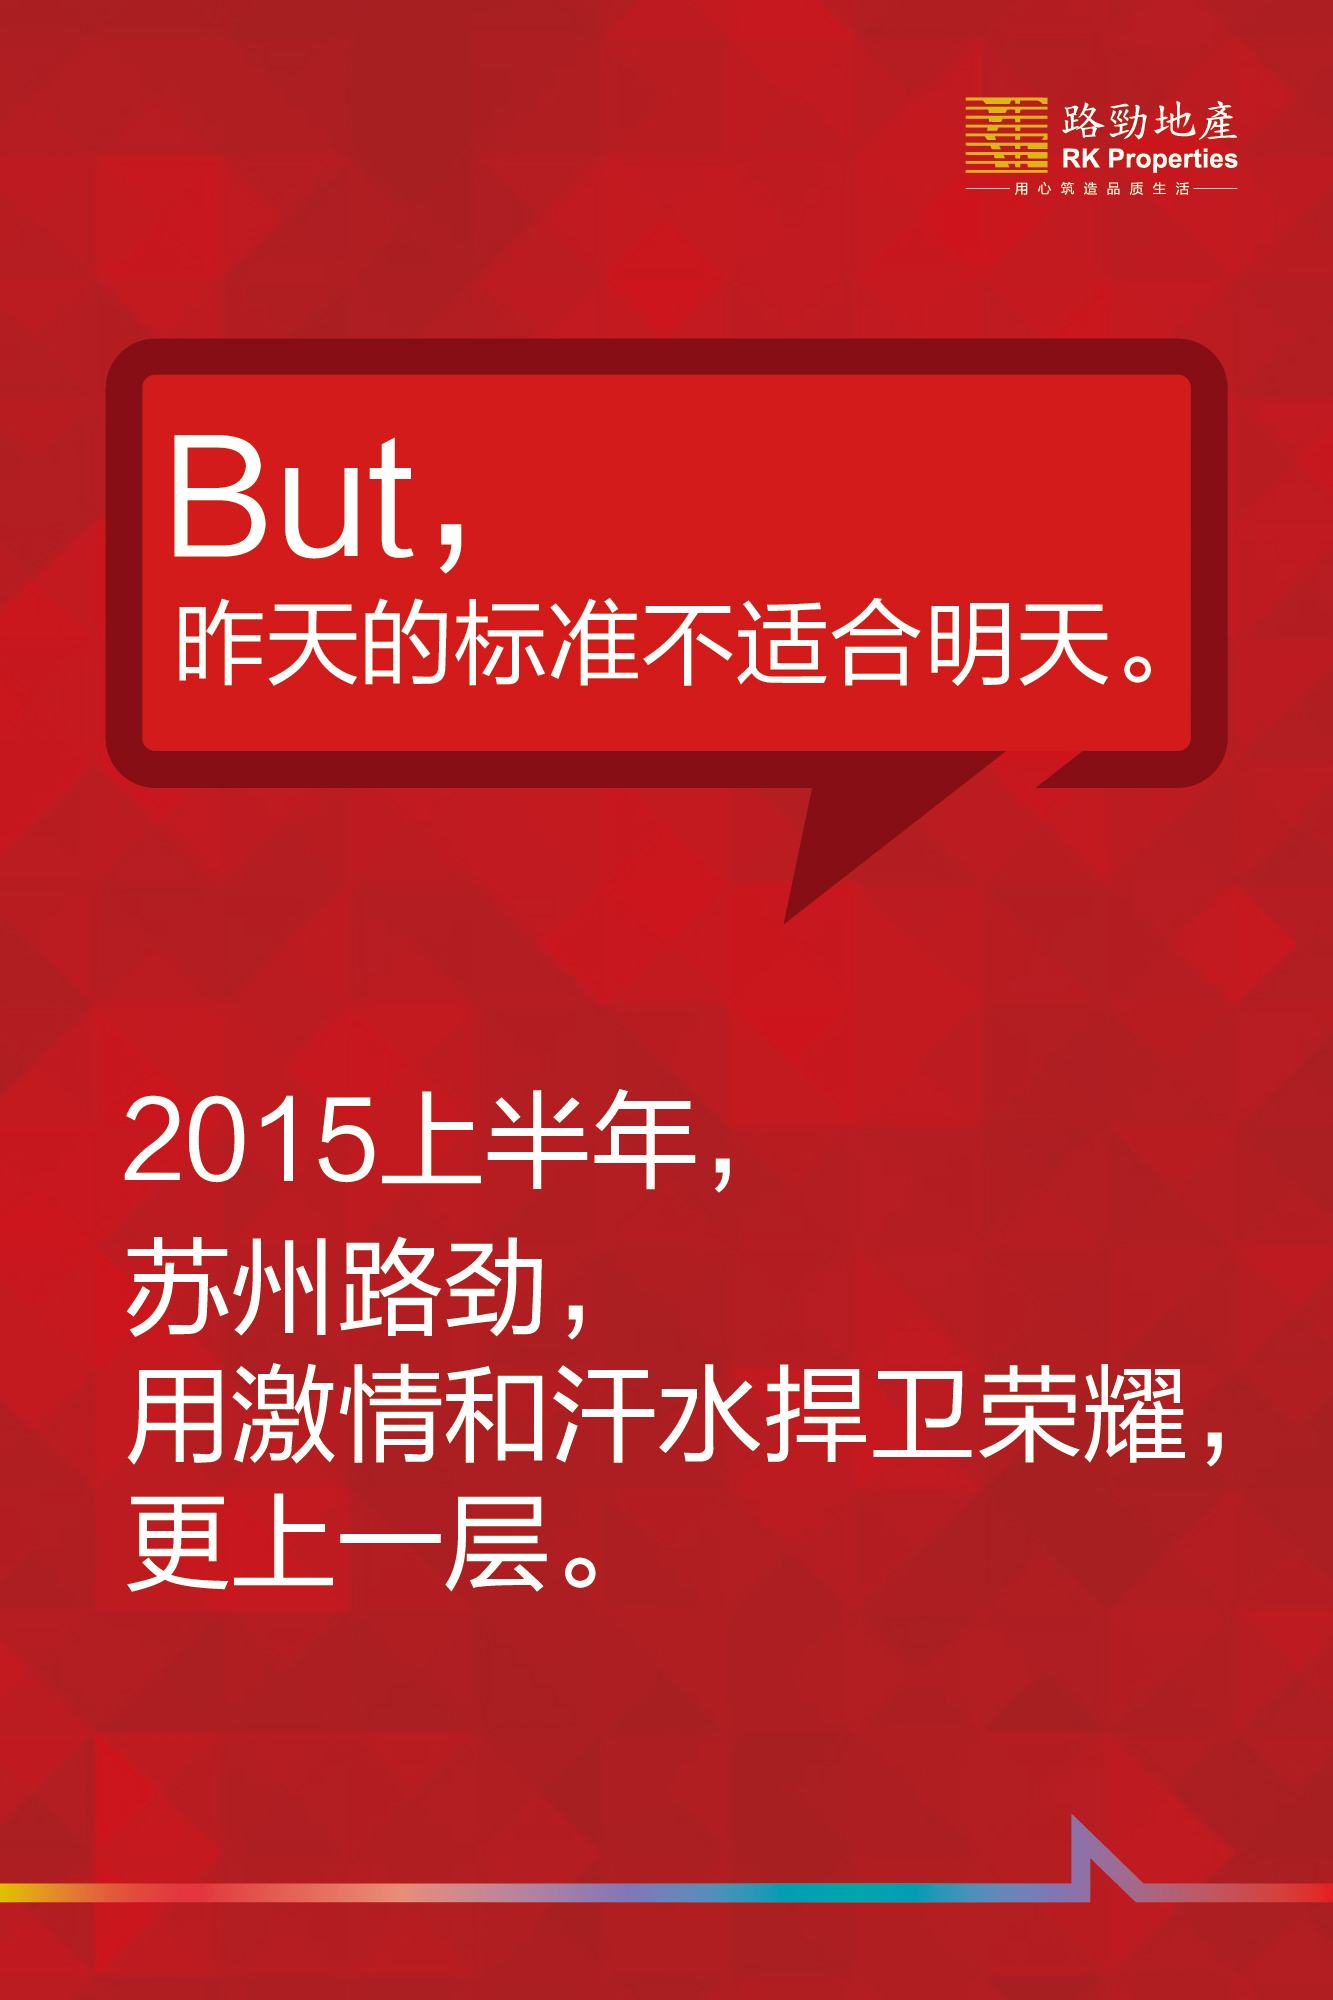 路勁地產
RK Properties
用心筑造品质生活
But，
昨天的标准不适合明天。
2015上半年，
苏州路劲，
用激情和汗水捍卫荣耀，
更上一层。